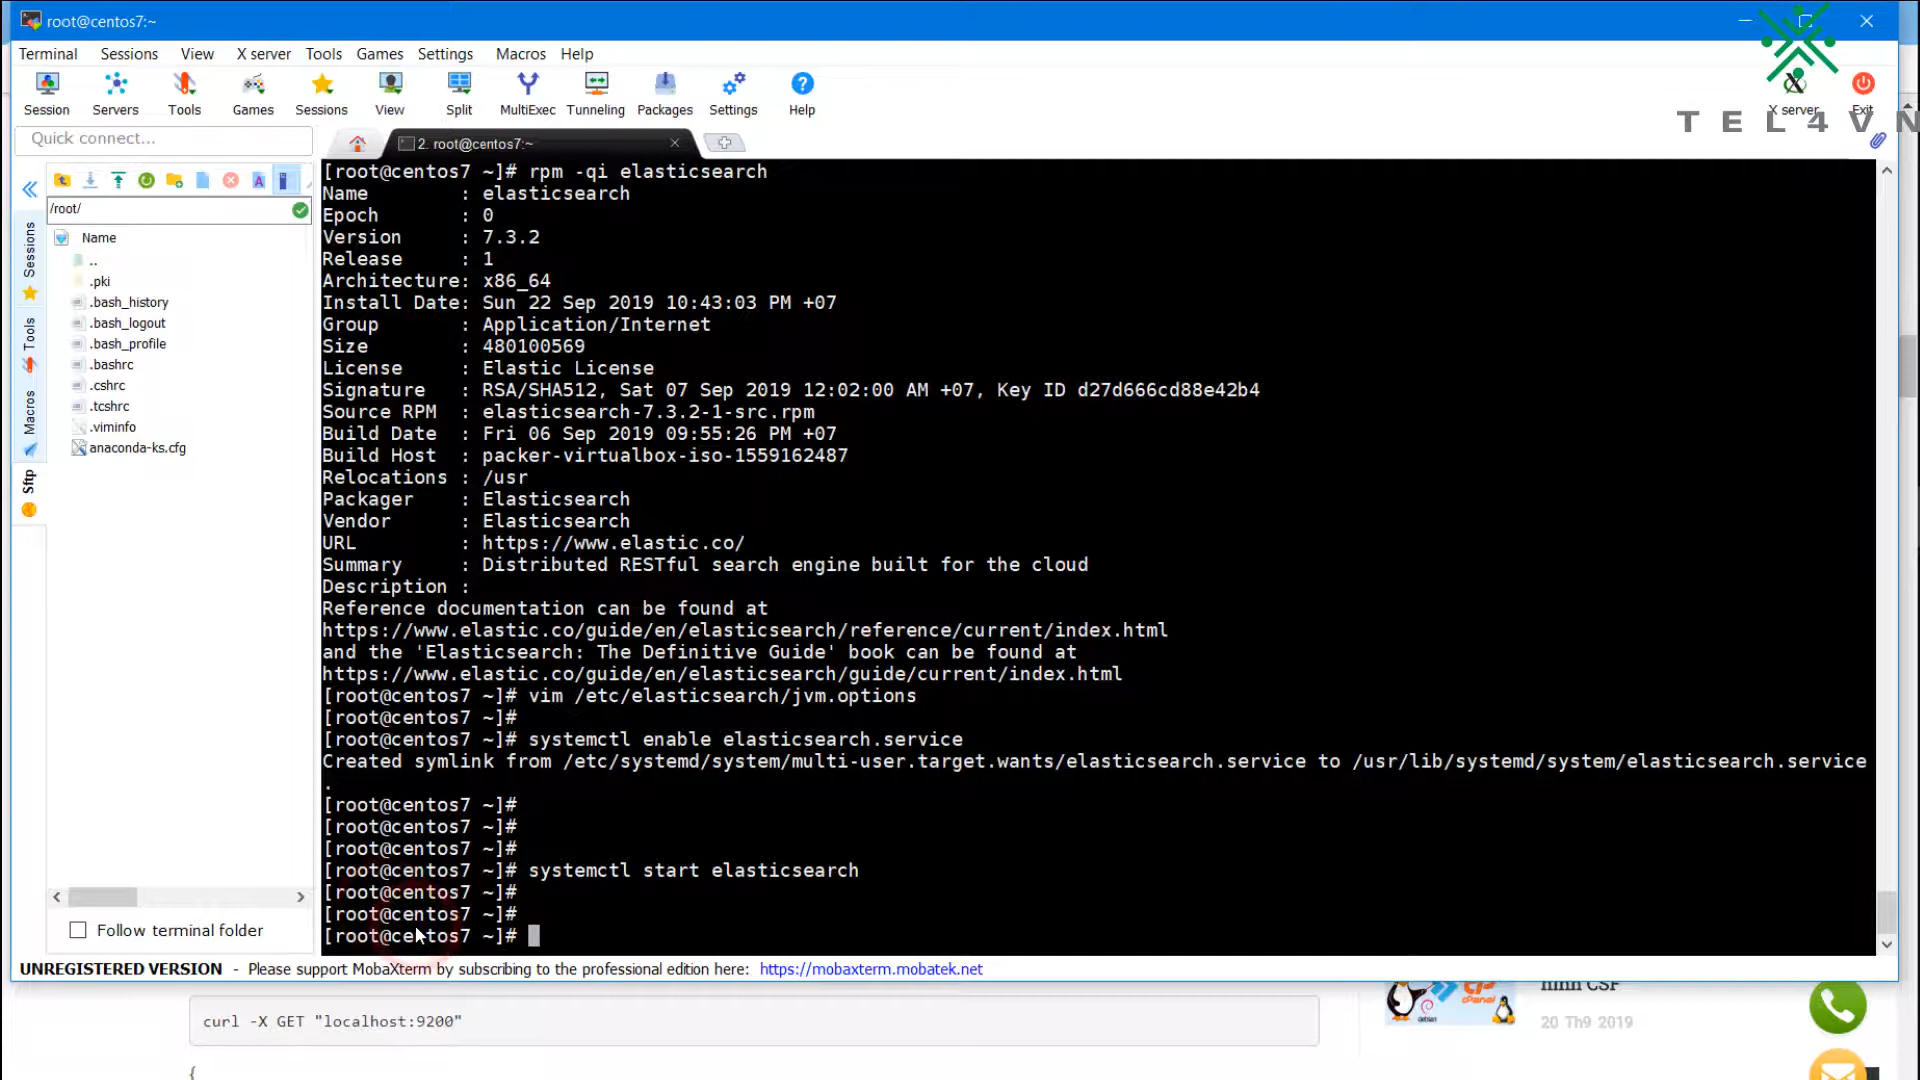 root@centos7:~
Terminal Sessions View X server Tools Games Settings Macros Help
Session Servers Tools Games Sessions View Split MultiExec Tunneling Packages Settings Help X server Exit
TEL4VN
Quick connect...
2. root@centos7:~
/root/
Name
..
.pki
.bash_history
.bash_logout
.bash_profile
.bashrc
.cshrc
.tcshrc
.viminfo
anaconda-ks.cfg
Sessions
Tools
Macros
Sftp
Follow terminal folder
[root@centos7 ~]# rpm -qi elasticsearch
Name        : elasticsearch
Epoch       : 0
Version     : 7.3.2
Release     : 1
Architecture: x86_64
Install Date: Sun 22 Sep 2019 10:43:03 PM +07
Group       : Application/Internet
Size        : 480100569
License     : Elastic License
Signature   : RSA/SHA512, Sat 07 Sep 2019 12:02:00 AM +07, Key ID d27d666cd88e42b4
Source RPM  : elasticsearch-7.3.2-1-src.rpm
Build Date  : Fri 06 Sep 2019 09:55:26 PM +07
Build Host  : packer-virtualbox-iso-1559162487
Relocations : /usr
Packager    : Elasticsearch
Vendor      : Elasticsearch
URL         : https://www.elastic.co/
Summary     : Distributed RESTful search engine built for the cloud
Description :
Reference documentation can be found at
https://www.elastic.co/guide/en/elasticsearch/reference/current/index.html
and the 'Elasticsearch: The Definitive Guide' book can be found at
https://www.elastic.co/guide/en/elasticsearch/guide/current/index.html
[root@centos7 ~]# vim /etc/elasticsearch/jvm.options
[root@centos7 ~]#
[root@centos7 ~]# systemctl enable elasticsearch.service
Created symlink from /etc/systemd/system/multi-user.target.wants/elasticsearch.service to /usr/lib/systemd/system/elasticsearch.service
.
[root@centos7 ~]#
[root@centos7 ~]#
[root@centos7 ~]#
[root@centos7 ~]# systemctl start elasticsearch
[root@centos7 ~]#
[root@centos7 ~]#
[root@centos7 ~]#
UNREGISTERED VERSION - Please support MobaXterm by subscribing to the professional edition here: https://mobaxterm.mobatek.net
curl -X GET "localhost:9200"
{
hình CSF
20 Th9 2019
debian